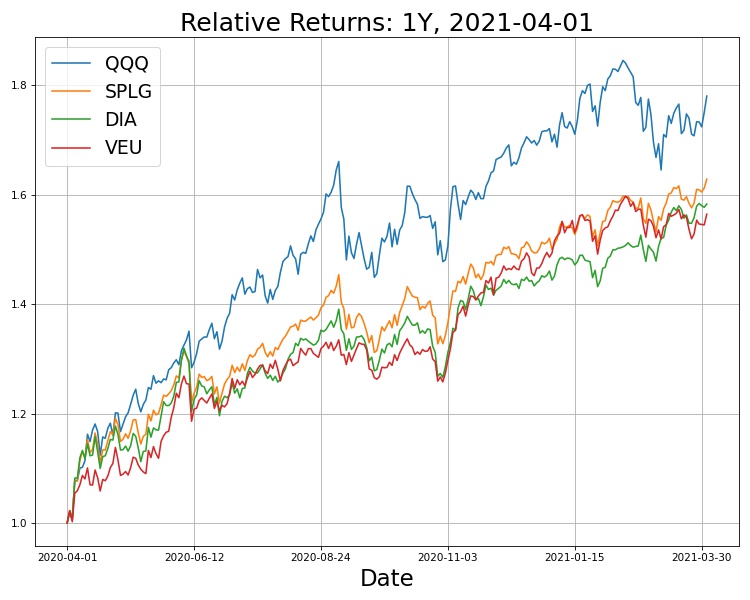 Relative Returns: 1Y, 2021-04-01
QQQ
SPLG
DIA
VEU
1.8
1.6
1.4
1.2
1.0
2020-04-01
2020-06-12
2020-08-24
2020-11-03
2021-01-15
2021-03-30
Date